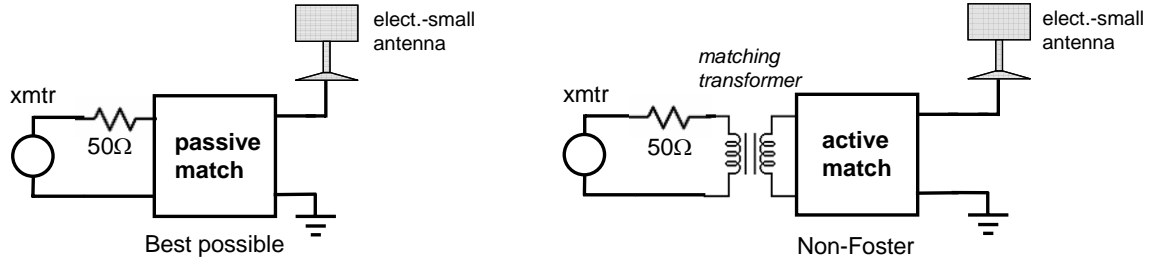 elect.-small
antenna
xmtr
50Ω
passive
match
Best possible
elect.-small
antenna
matching
transformer
xmtr
50Ω
active
match
Non-Foster